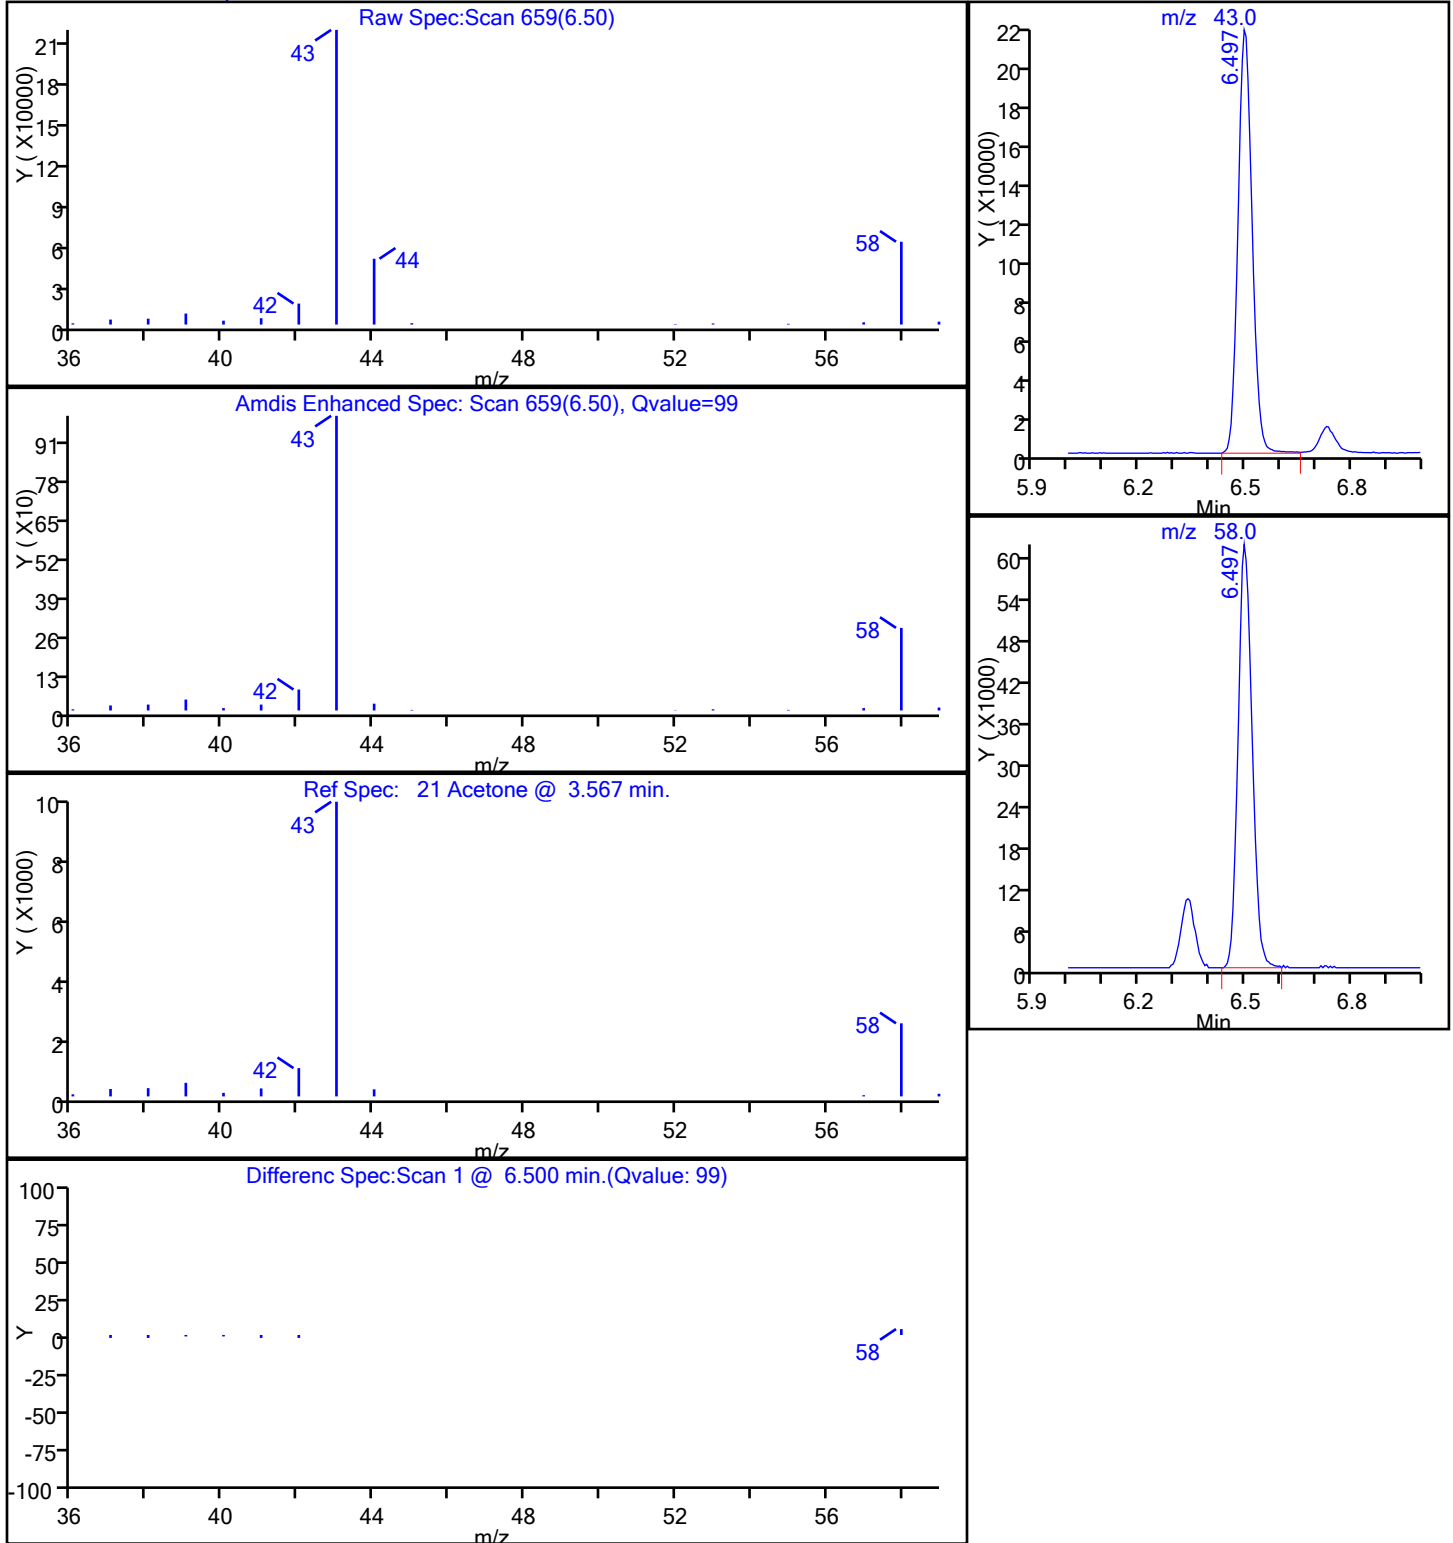 Raw Spec:Scan 659(6.50)
Y ( X10000)
21
18
15
12
9
6
3
0
43
42
44
58
36 40 44 48 52 56
m/z
Amdis Enhanced Spec: Scan 659(6.50), Qvalue=99
Y ( X10)
91
78
65
52
39
26
13
0
43
42
58
36 40 44 48 52 56
m/z
Ref Spec: 21 Acetone @ 3.567 min.
Y ( X1000)
10
8
6
4
2
0
43
42
58
36 40 44 48 52 56
m/z
Differenc Spec:Scan 1 @ 6.500 min.(Qvalue: 99)
Y
100
75
50
25
0
-25
-50
-75
-100
58
36 40 44 48 52 56
m/z
m/z 43.0
Y ( X10000)
22
20
18
16
14
12
10
8
6
4
2
0
6.497
5.9 6.2 6.5 6.8
Min
m/z 58.0
Y ( X1000)
60
54
48
42
36
30
24
18
12
6
0
6.497
5.9 6.2 6.5 6.8
Min